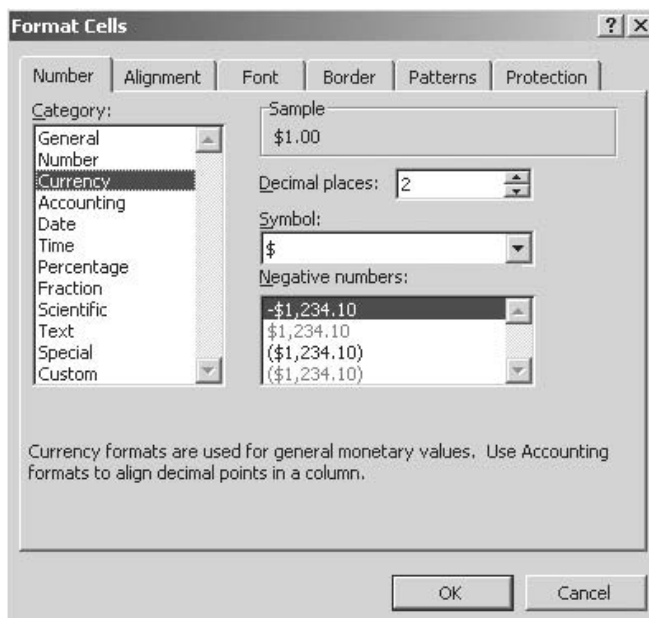 Format Cells
Number Alignment Font Border Patterns Protection
Category:
General
Number
Currency
Accounting
Date
Time
Percentage
Fraction
Scientific
Text
Special
Custom
Sample
$1.00
Decimal places: 2
Symbol:
$
Negative numbers:
-$1,234.10
$1,234.10
($1,234.10)
($1,234.10)
Currency formats are used for general monetary values. Use Accounting
formats to align decimal points in a column.
OK Cancel